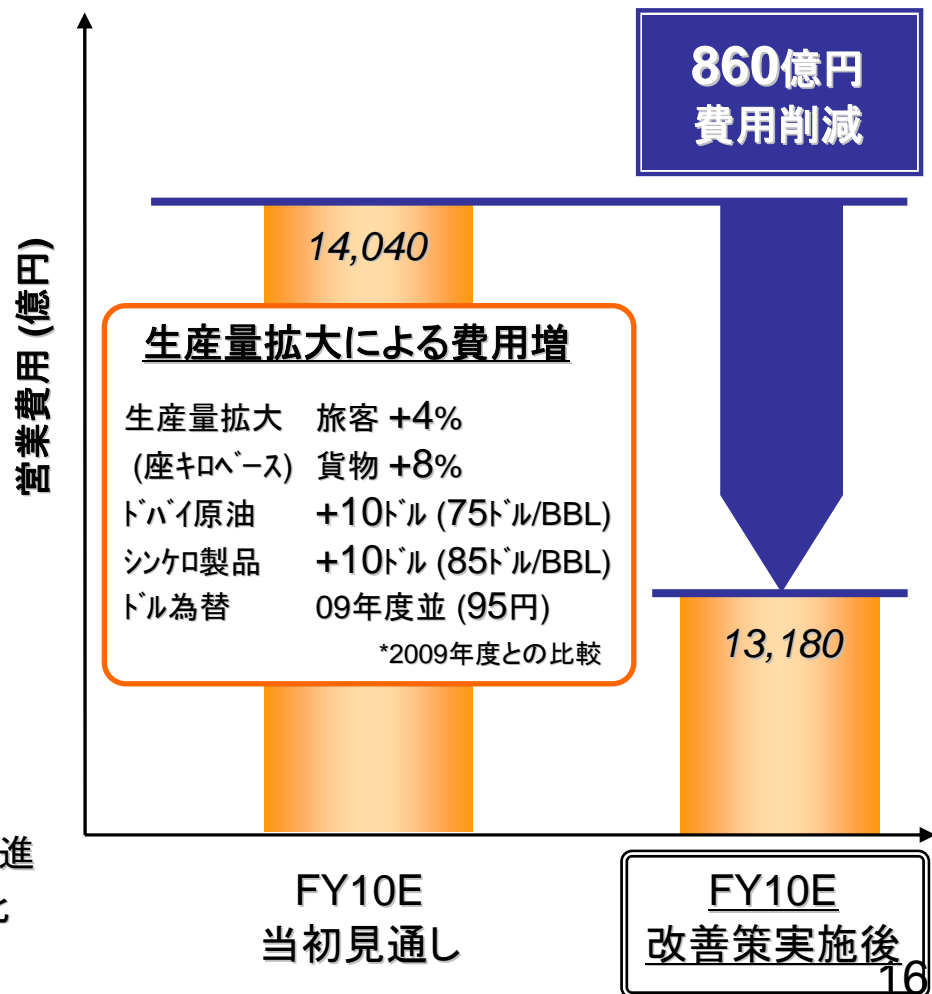 860億円
費用削減
営業費用 (億円)
14,040
生産量拡大による費用増
生産量拡大 旅客 +4%
(座キロベース) 貨物 +8%
ドバイ原油 +10ドル (75ドル/BBL)
シンケロ製品 +10ドル (85ドル/BBL)
ドル為替 09年度並 (95円)
*2009年度との比較
13,180
進
FY10E
当初見通し
FY10E
改善策実施後
16